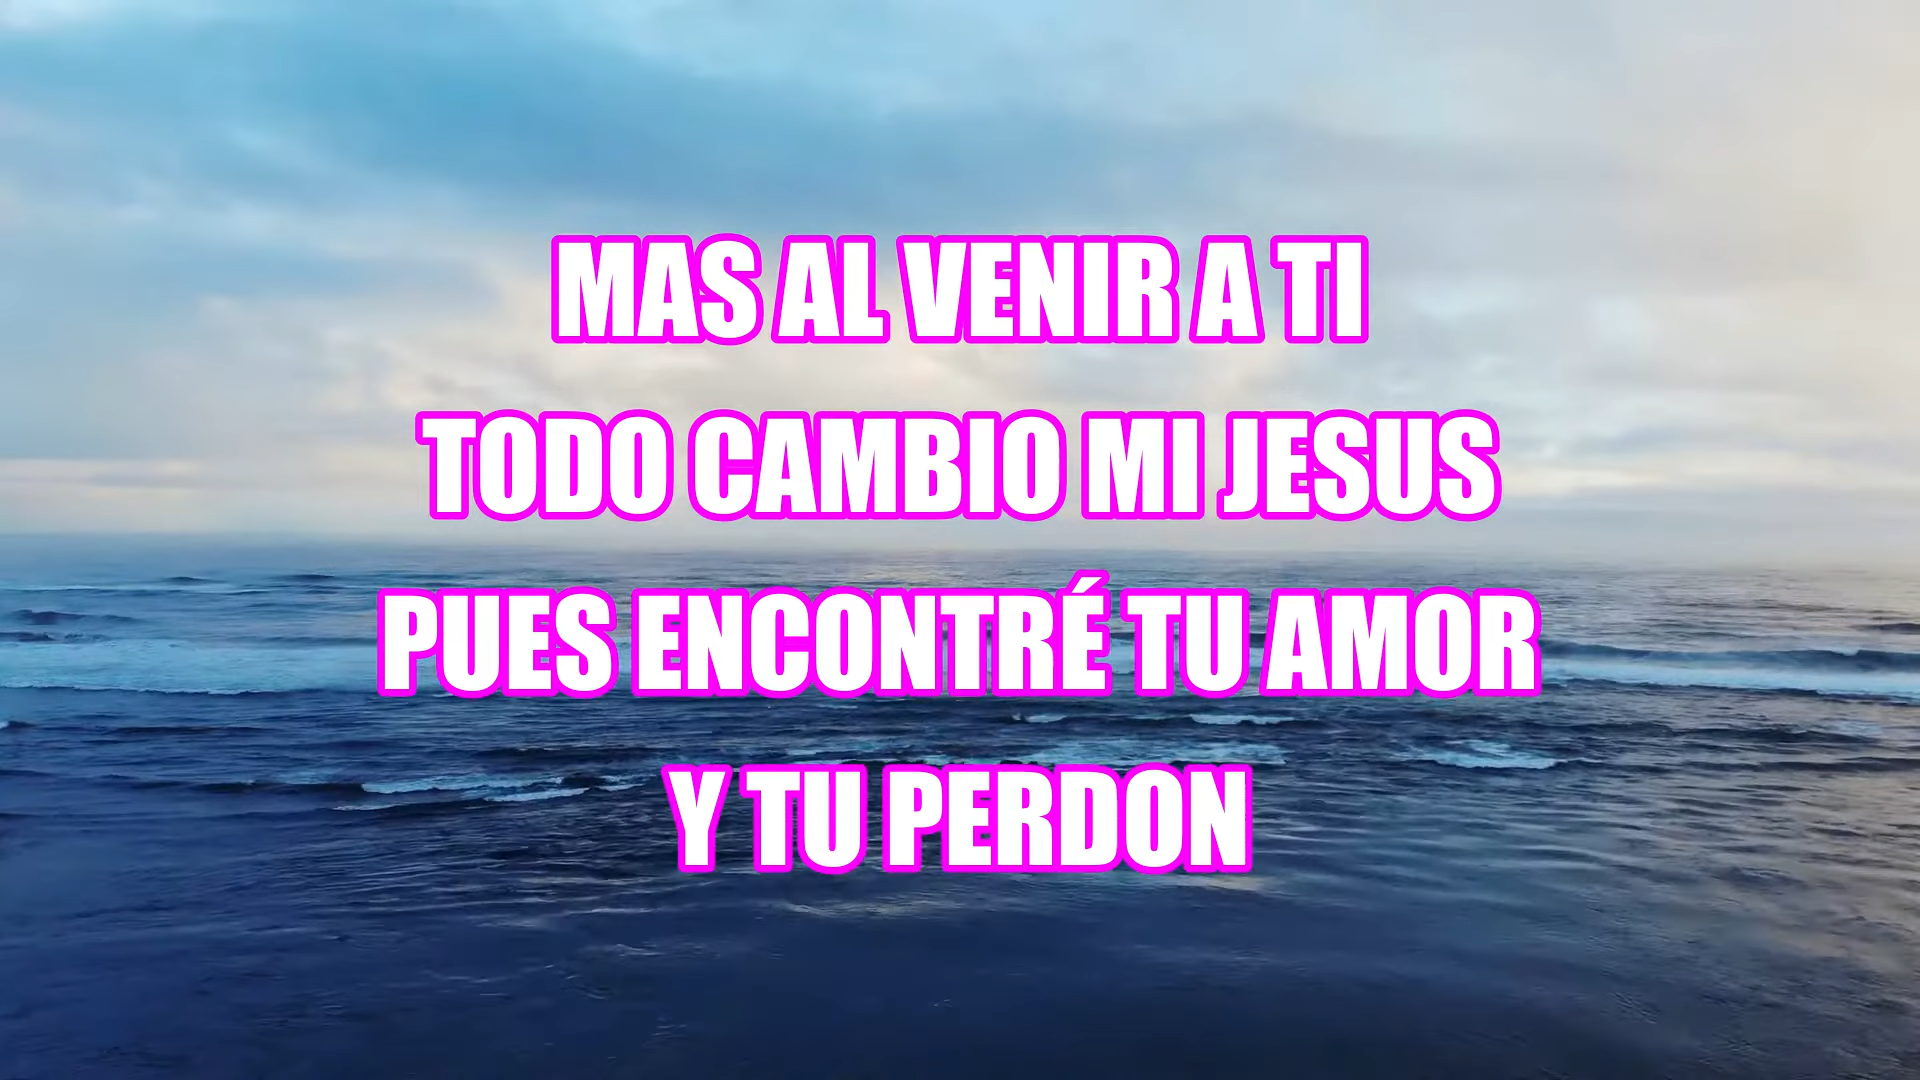 MAS AL VENIR A TI
TODO CAMBIO MI JESUS
PUES ENCONTRÉ TU AMOR
Y TU PERDON